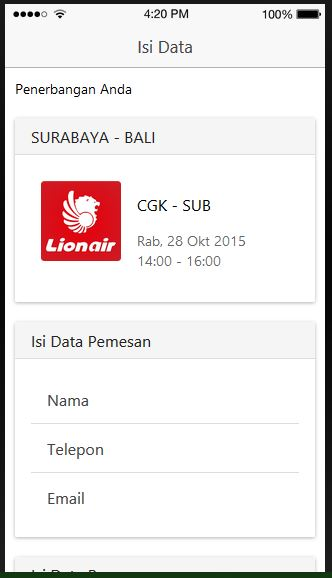 4:20 PM 100%
Isi Data
Penerbangan Anda
SURABAYA - BALI
Lionair
CGK - SUB
Rab, 28 Okt 2015
14:00 - 16:00
Isi Data Pemesan
Nama
Telepon
Email